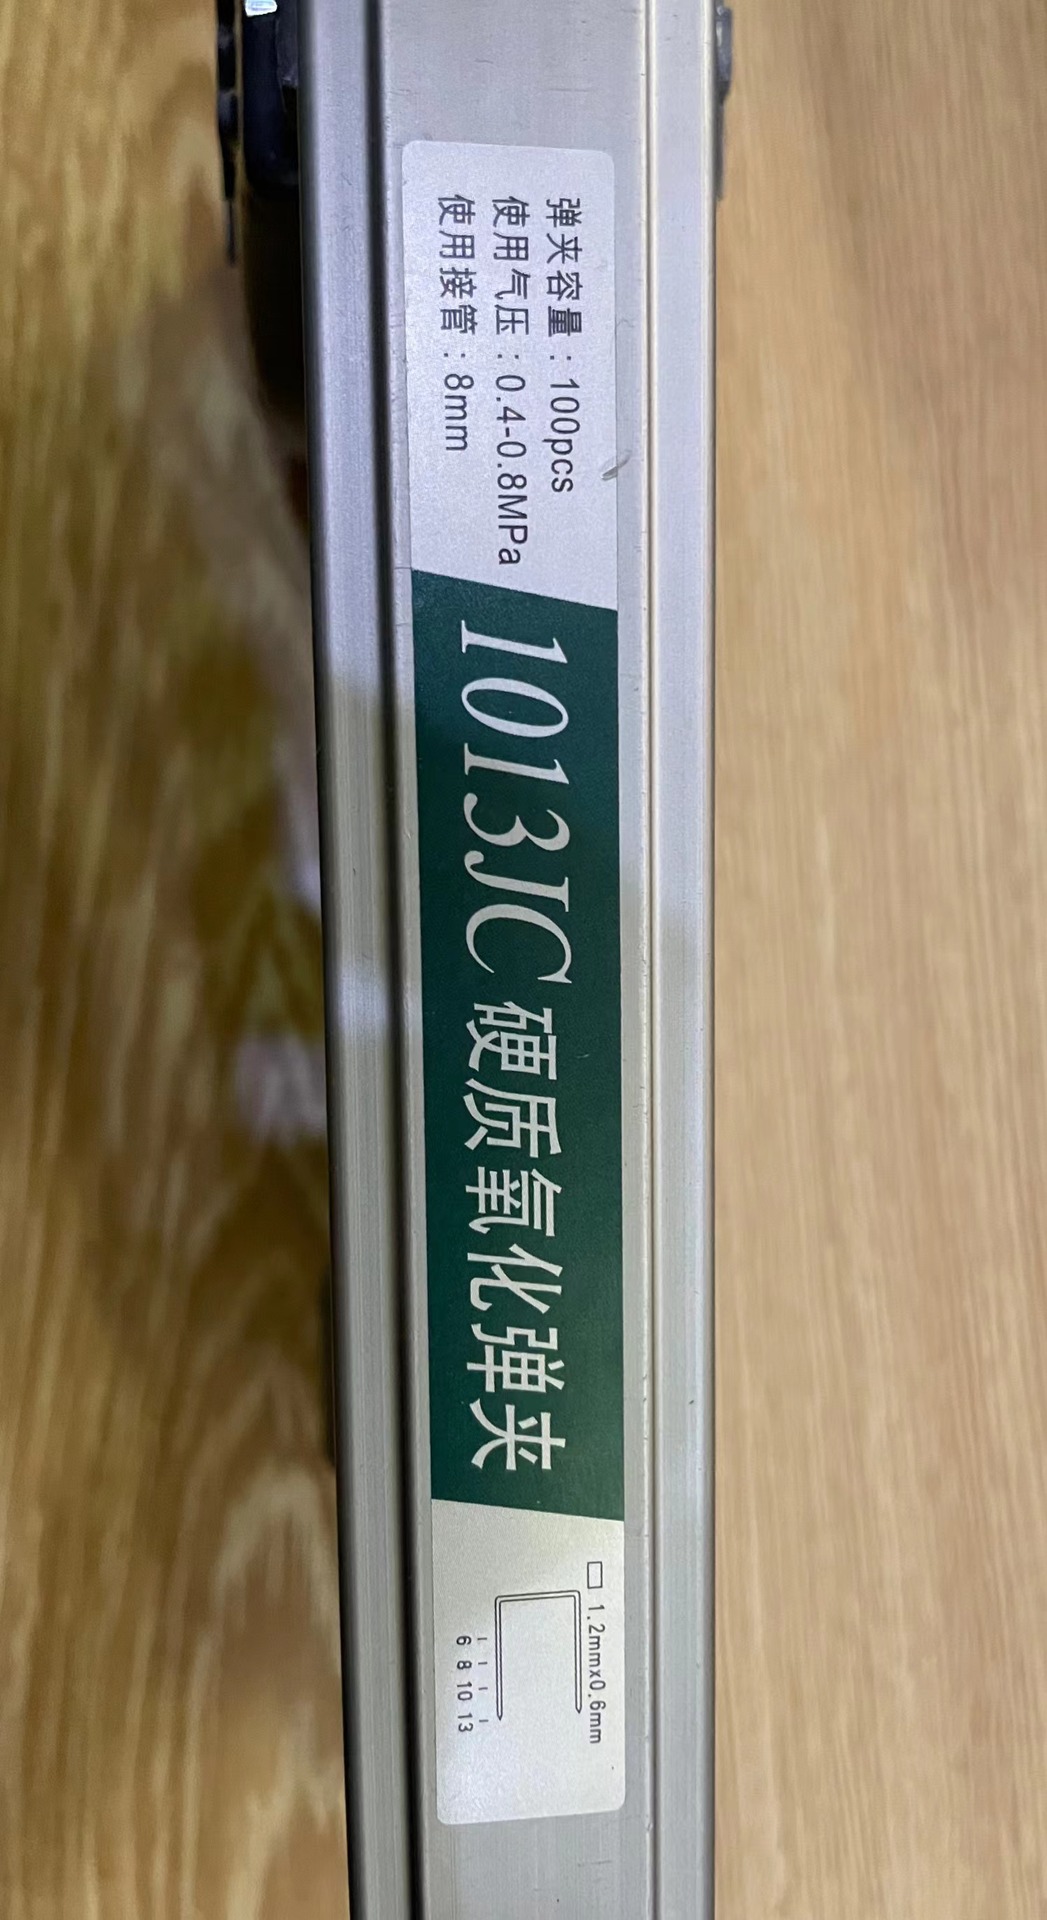 弹夹容量：100pcs
使用气压：0.4-0.8MPa
使用接管：8mm
1013JC 硬质氧化弹夹
1.2mmx0.6mm
6 8 10 13